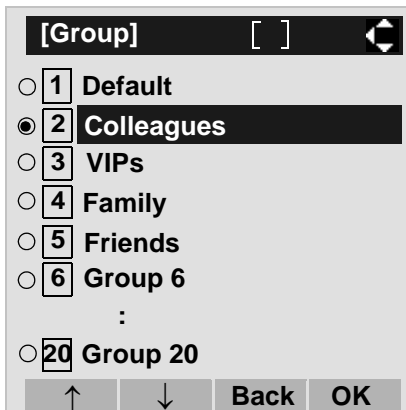 [Group] [ ]
1 Default
2 Colleagues
3 VIPs
4 Family
5 Friends
6 Group 6
:
20 Group 20
↑ ↓ Back OK